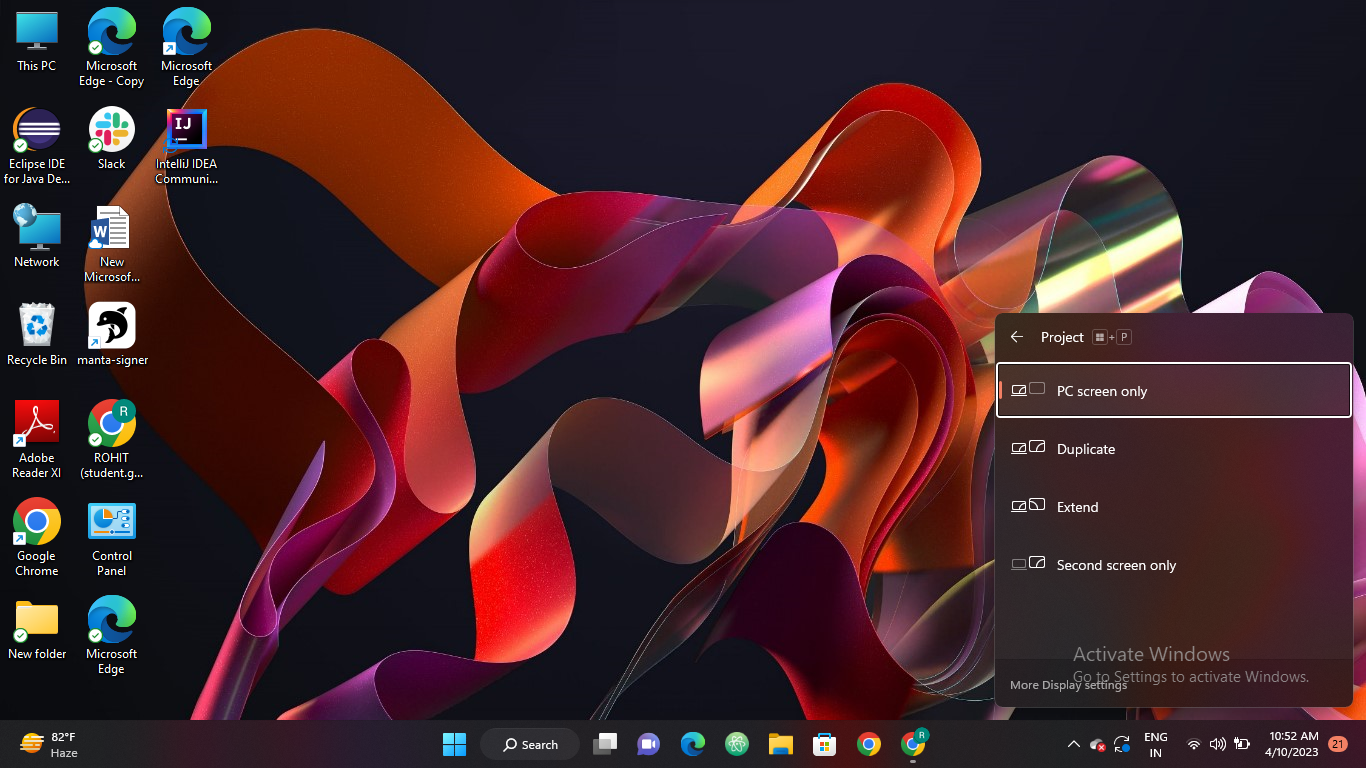 This PC
Microsoft
Edge - Copy
Microsoft
Edge
Eclipse IDE
for Java De...
Slack
IJ
IntelliJ IDEA
Communi...
Network
W
New
Microsof...
Recycle Bin
manta-signer
Adobe
Reader XI
R
ROHIT
(student.g...
Google
Chrome
Control
Panel
New folder
Microsoft
Edge
Project + P
PC screen only
Duplicate
Extend
Second screen only
Activate Windows
Go to Settings to activate Windows.
More Display settings
82°F
Haze
Search
R
ENG
IN
10:52 AM
4/10/2023
21